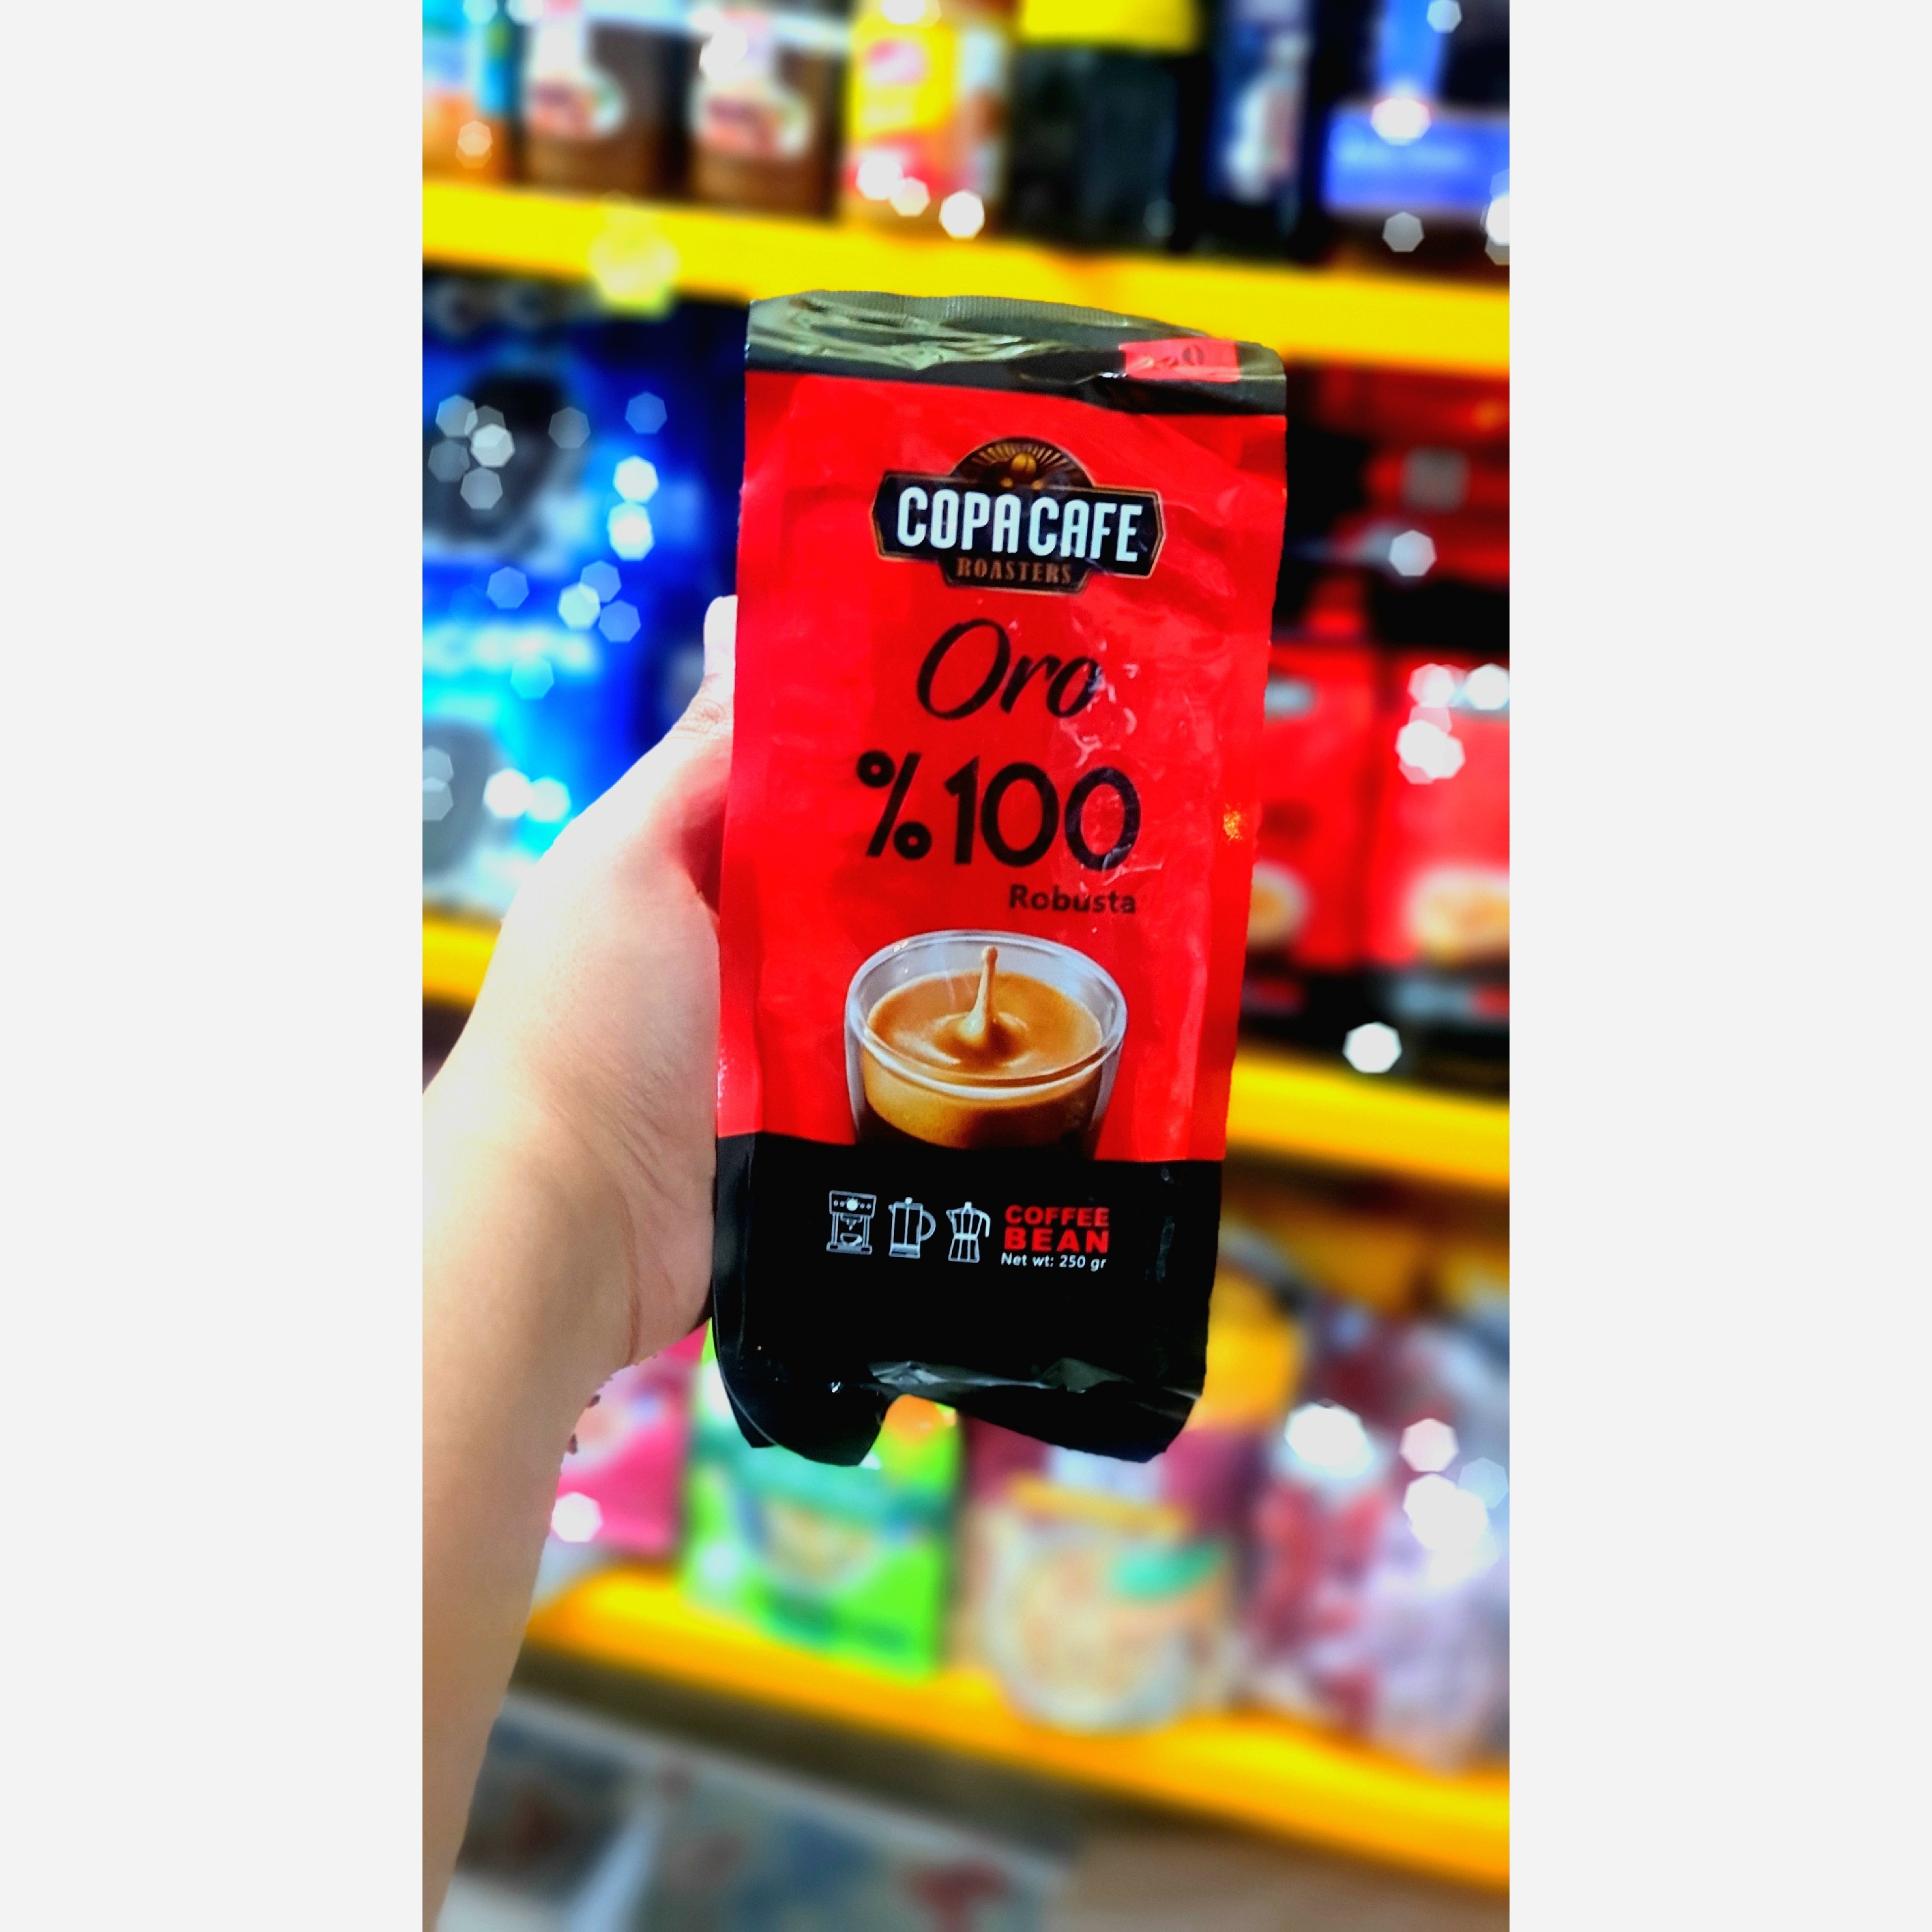 COPACAFE
ROASTERS
Oro
%100
Robusta
COFFEE
BEAN
Net wt: 250 gr